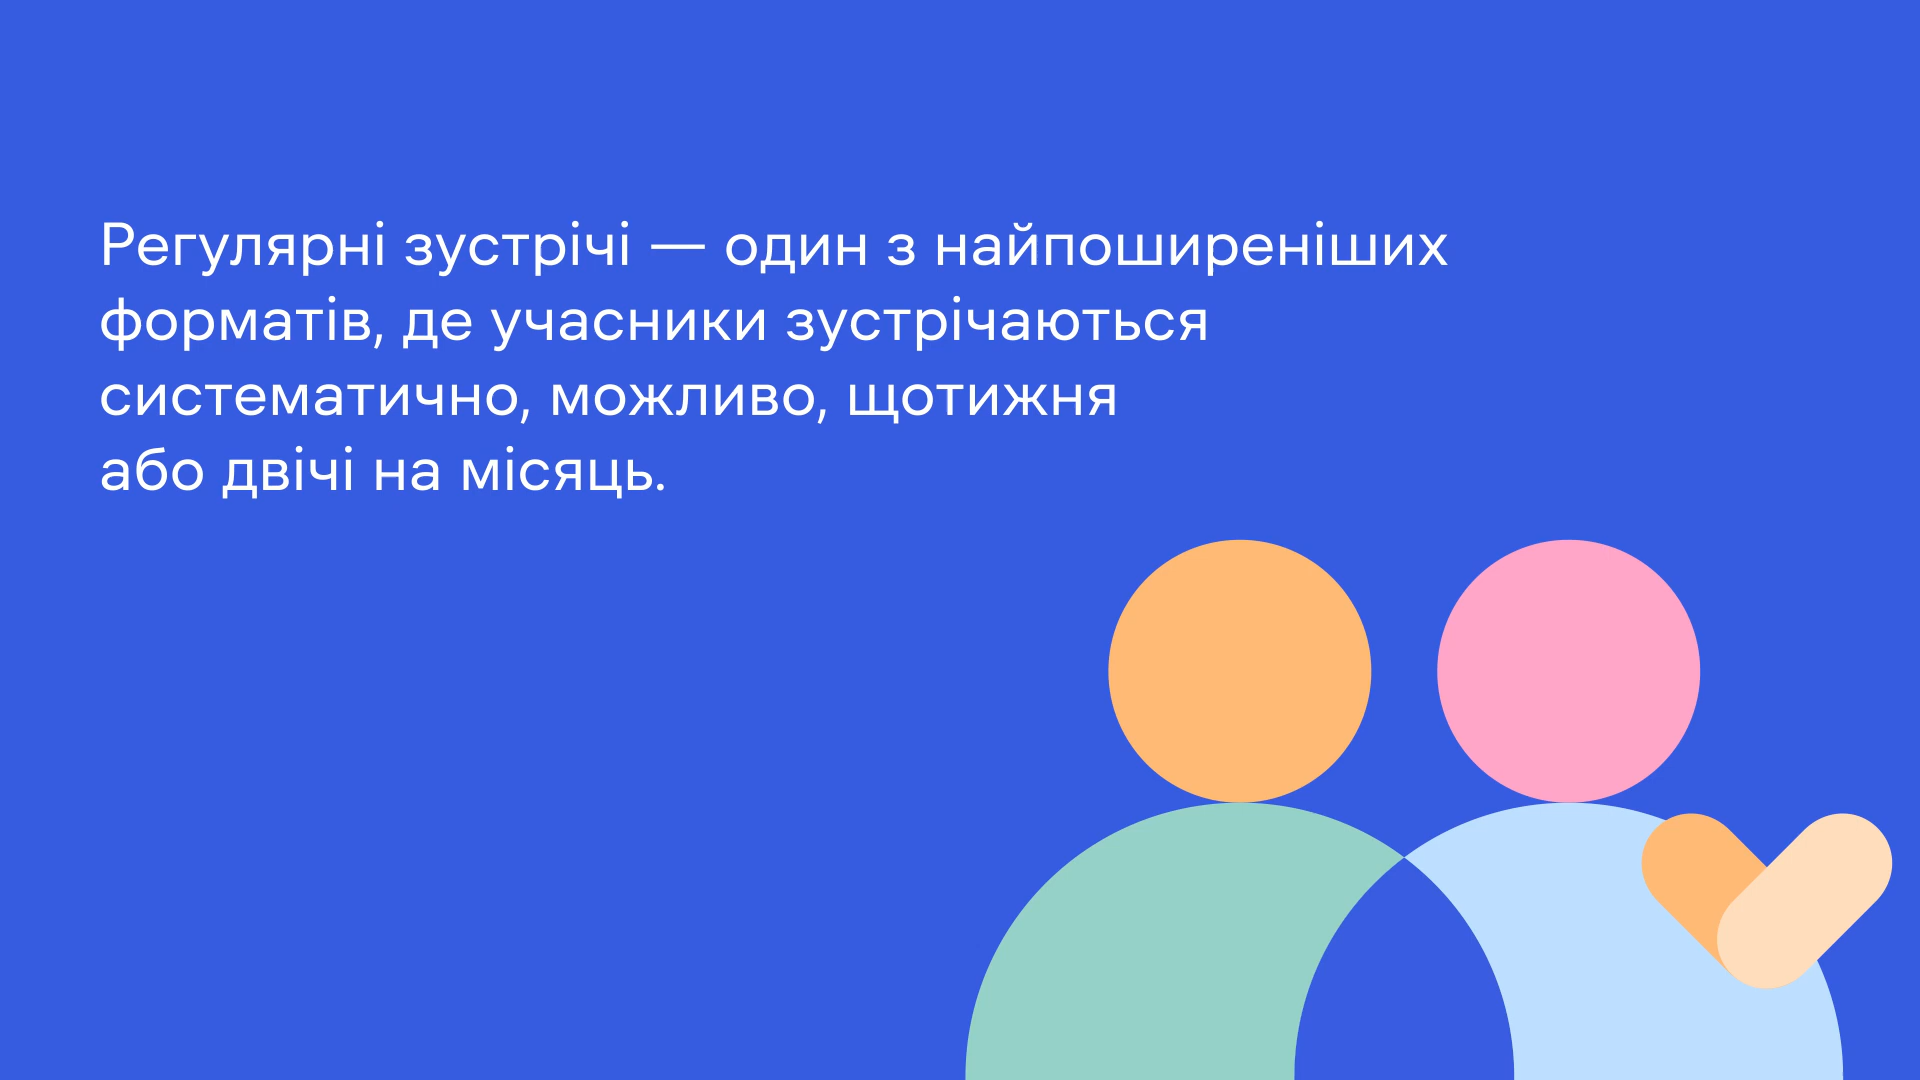 Регулярні зустрічі — один з найпоширеніших
форматів, де учасники зустрічаються
систематично, можливо, щотижня
або двічі на місяць.